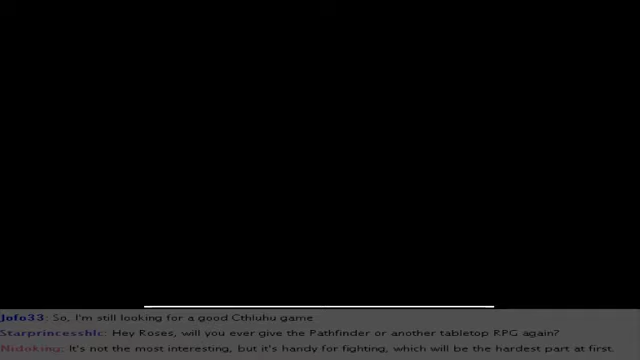 Jofo33: So, I'm still looking for a good Cthluhu game
Starprincesshlc: Hey Roses, will you ever give the Pathfinder or another tabletop RPG again?
Nidoking: It's not the most interesting, but it's handy for fighting, which will be the hardest part at first.